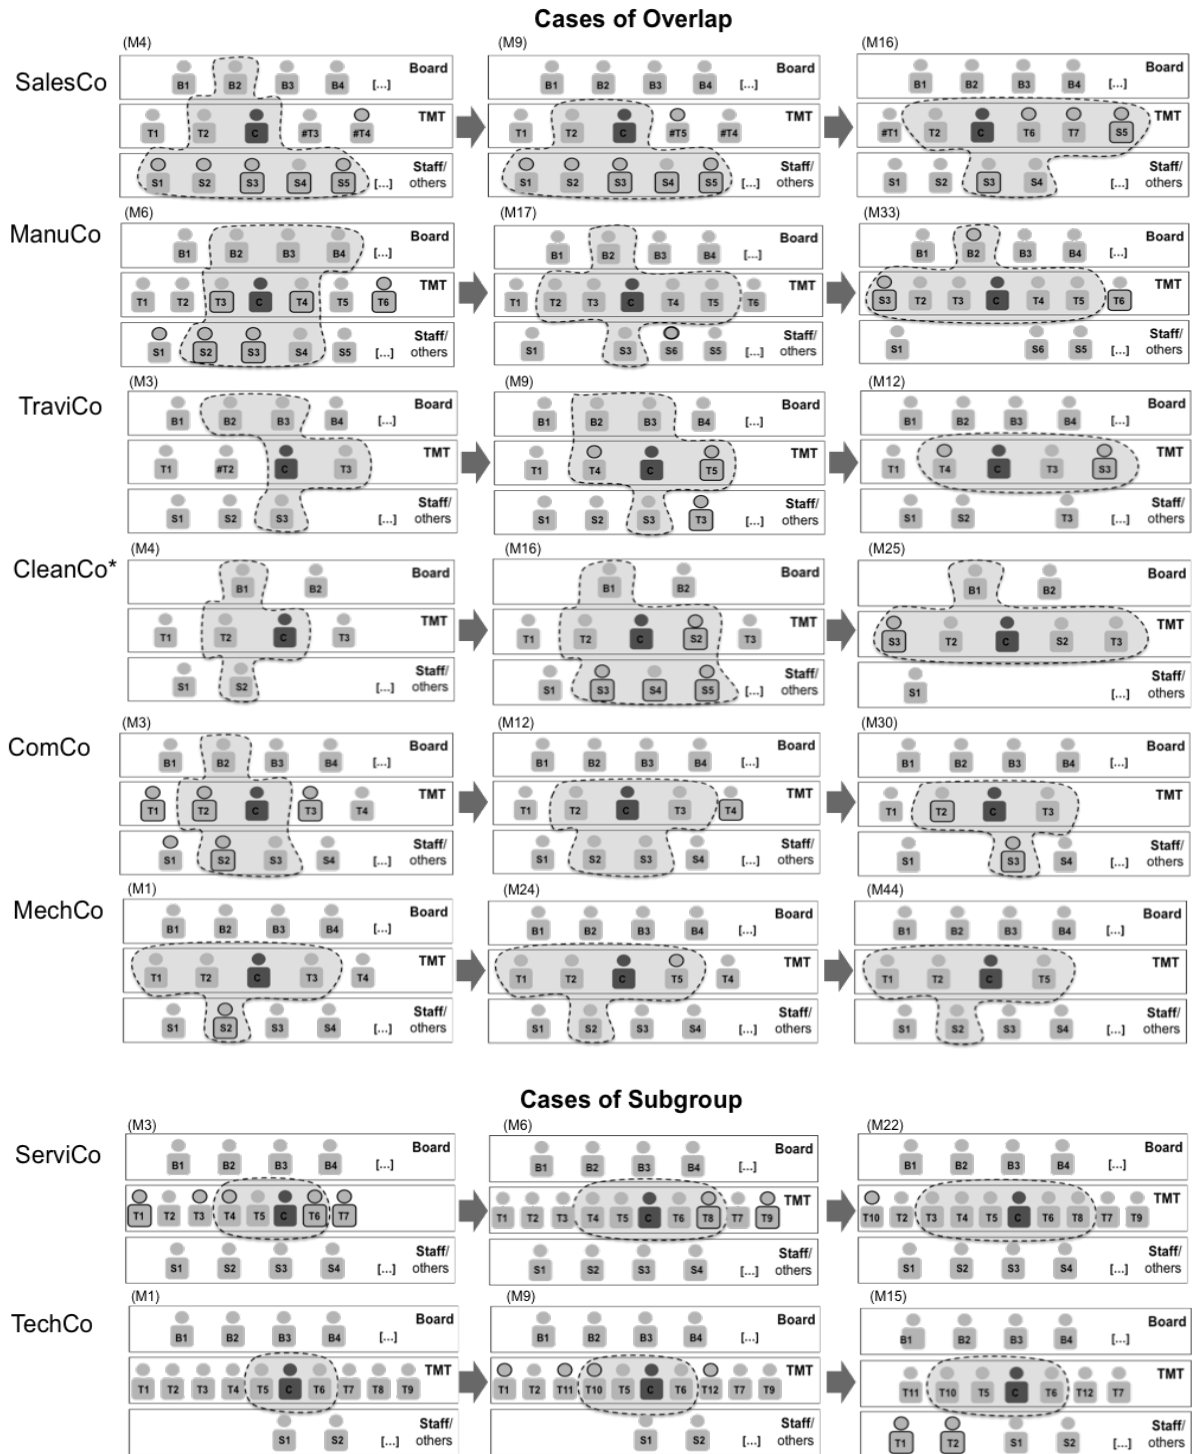 Cases of Overlap
SalesCo
(M4)
B1 B2 B3 B4 [...] Board
T1 T2 C #T3 #T4 TMT
S1 S2 S3 S4 S5 [...] Staff/ others
(M9)
B1 B2 B3 B4 [...] Board
T1 T2 C #T5 #T4 TMT
S1 S2 S3 S4 S5 [...] Staff/ others
(M16)
B1 B2 B3 B4 [...] Board
#T1 T2 C T6 T7 S5 TMT
S1 S2 S3 S4 [...] Staff/ others
ManuCo
(M6)
B1 B2 B3 B4 [...] Board
T1 T2 T3 C T4 T5 T6 TMT
S1 S2 S3 S4 S5 [...] Staff/ others
(M17)
B1 B2 B3 B4 [...] Board
T1 T2 T3 C T4 T5 T6 TMT
S1 S3 S6 S5 [...] Staff/ others
(M33)
B1 B2 B3 B4 [...] Board
S3 T2 T3 C T4 T5 T6 TMT
S1 S6 S5 [...] Staff/ others
TraviCo
(M3)
B1 B2 B3 B4 [...] Board
T1 #T2 C T3 TMT
S1 S2 S3 [...] Staff/ others
(M9)
B1 B2 B3 B4 [...] Board
T1 T4 C T5 TMT
S1 S2 S3 T3 [...] Staff/ others
(M12)
B1 B2 B3 B4 [...] Board
T1 T4 C T3 S3 TMT
S1 S2 T3 [...] Staff/ others
CleanCo*
(M4)
B1 B2 Board
T1 T2 C T3 TMT
S1 S2 [...] Staff/ others
(M16)
B1 B2 Board
T1 T2 C S2 T3 TMT
S1 S3 S4 S5 [...] Staff/ others
(M25)
B1 B2 Board
S3 T2 C S2 T3 TMT
S1 [...] Staff/ others
ComCo
(M3)
B1 B2 B3 B4 [...] Board
T1 T2 C T3 T4 TMT
S1 S2 S3 S4 [...] Staff/ others
(M12)
B1 B2 B3 B4 [...] Board
T1 T2 C T3 T4 TMT
S1 S2 S3 S4 [...] Staff/ others
(M30)
B1 B2 B3 B4 [...] Board
T1 T2 C T3 TMT
S1 S3 S4 [...] Staff/ others
MechCo
(M1)
B1 B2 B3 B4 [...] Board
T1 T2 C T3 T4 TMT
S1 S2 S3 S4 [...] Staff/ others
(M24)
B1 B2 B3 B4 [...] Board
T1 T2 C T5 T4 TMT
S1 S2 S3 S4 [...] Staff/ others
(M44)
B1 B2 B3 B4 [...] Board
T1 T2 C T5 TMT
S1 S2 S3 S4 [...] Staff/ others
Cases of Subgroup
ServiCo
(M3)
B1 B2 B3 B4 [...] Board
T1 T2 T3 T4 T5 C T6 T7 TMT
S1 S2 S3 S4 [...] Staff/ others
(M6)
B1 B2 B3 B4 [...] Board
T1 T2 T3 T4 T5 C T6 T8 T7 T9 TMT
S1 S2 S3 S4 [...] Staff/ others
(M22)
B1 B2 B3 B4 [...] Board
T10 T2 T3 T4 T5 C T6 T8 T7 T9 TMT
S1 S2 S3 S4 [...] Staff/ others
TechCo
(M1)
B1 B2 B3 B4 [...] Board
T1 T2 T3 T4 T5 C T6 T7 T8 T9 TMT
S1 S2 [...] Staff/ others
(M9)
B1 B2 B3 B4 [...] Board
T1 T2 T11 T10 T5 C T6 T12 T7 T9 TMT
S1 S2 [...] Staff/ others
(M15)
B1 B2 B3 B4 [...] Board
T11 T10 T5 C T6 T12 T7 TMT
T1 T2 S1 S2 [...] Staff/ others